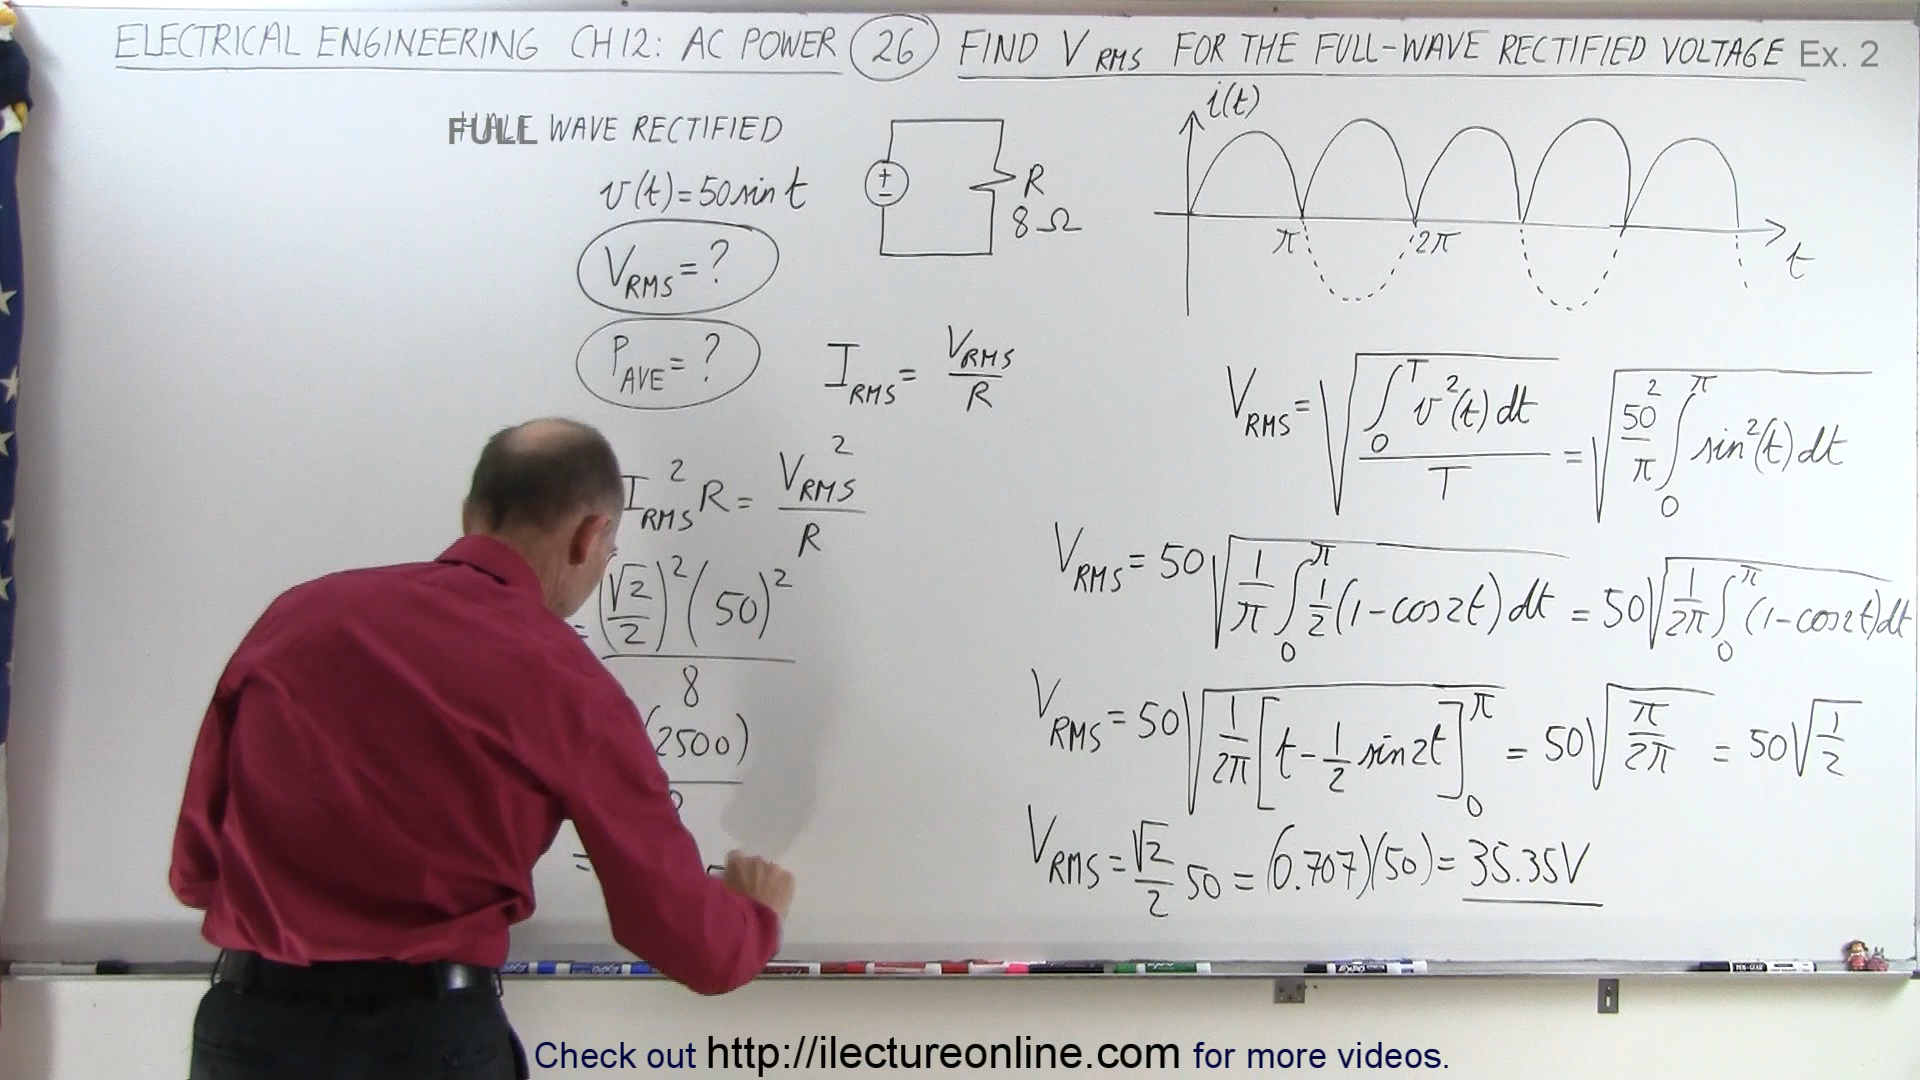 ELECTRICAL ENGINEERING CH 12: AC POWER 26 FIND V RMS FOR THE FULL-WAVE RECTIFIED VOLTAGE Ex. 2
FULL WAVE RECTIFIED
v(t) = 50 sin t
V RMS = ?
P AVE = ?
R
8 Ω
i(t)
π
2π
t
I RMS = V RMS / R
I RMS ² R = V RMS ² / R
= (√2/2)² (50)² / 8
(2500)
=
V RMS = √(∫₀ᵀ v²(t) dt / T) = √(50²/π ∫₀^π sin²(t) dt)
V RMS = 50 √(1/π ∫₀^π 1/2 (1 - cos 2t) dt) = 50 √(1/2π ∫₀^π (1 - cos 2t) dt)
V RMS = 50 √(1/2π [t - 1/2 sin 2t]₀^π) = 50 √(π/2π) = 50 √(1/2)
V RMS = √2/2 50 = (0.707)(50) = 35.35V
Check out http://ilectureonline.com for more videos.